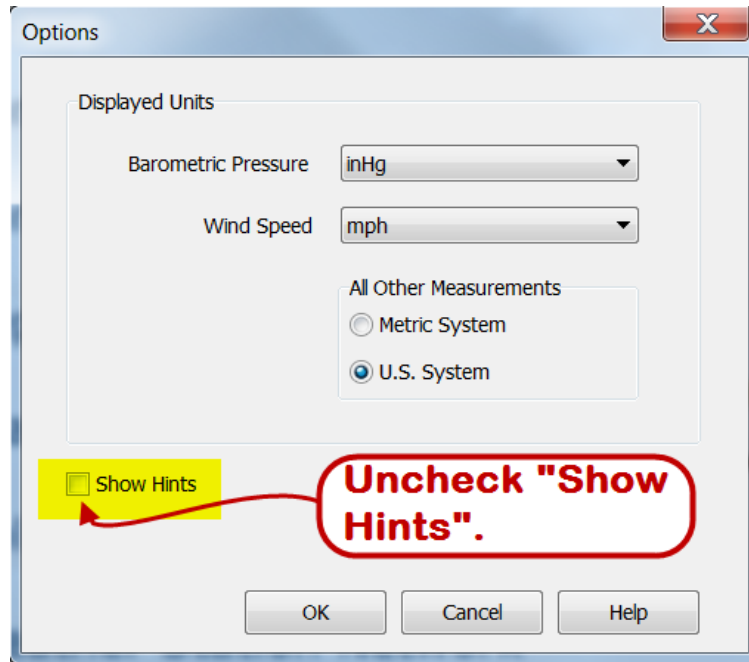 Options
X
Displayed Units
Barometric Pressure inHg
Wind Speed mph
All Other Measurements
Metric System
U.S. System
Show Hints
Uncheck "Show
Hints".
OK Cancel Help